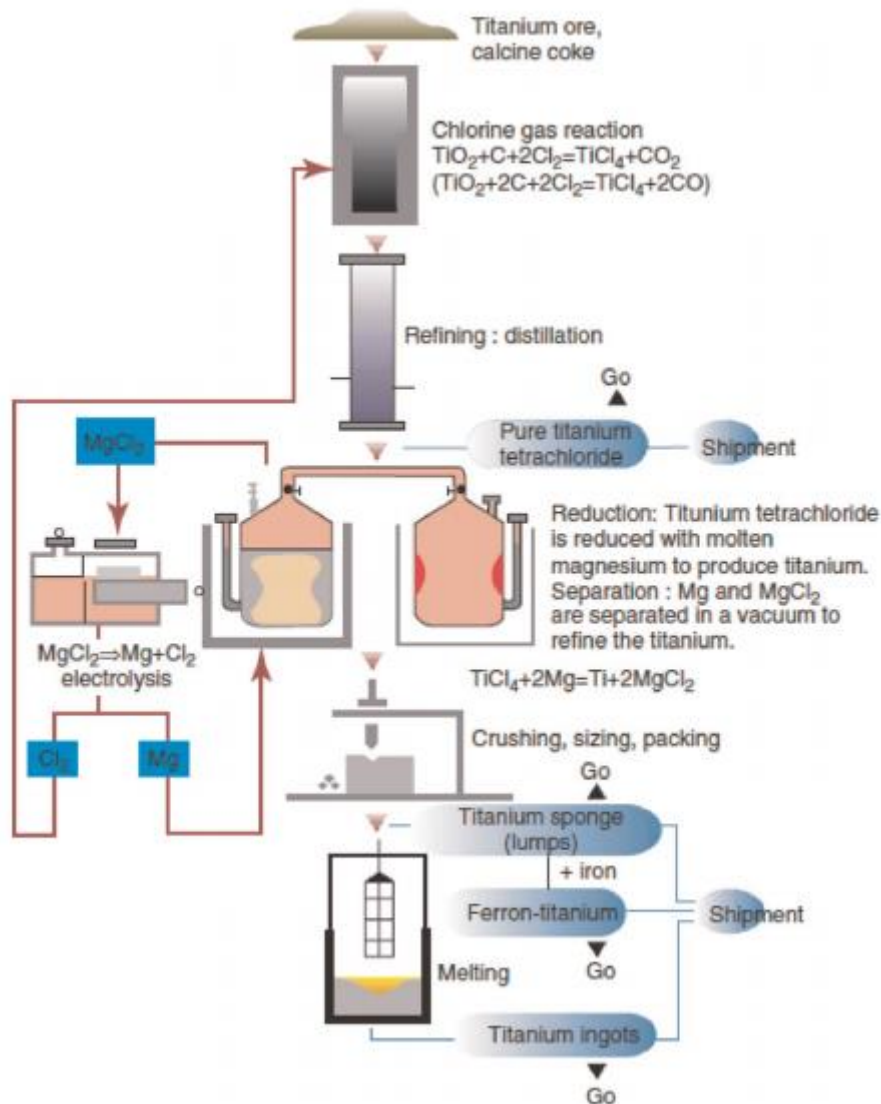 Titanium ore,
calcine coke
Chlorine gas reaction
TiO₂+C+2Cl₂=TiCl₄+CO₂
(TiO₂+2C+2Cl₂=TiCl₄+2CO)
Refining : distillation
Go
Pure titanium
tetrachloride
Shipment
MgCl₂
Reduction: Titunium tetrachloride
is reduced with molten
magnesium to produce titanium.
Separation : Mg and MgCl₂
are separated in a vacuum to
refine the titanium.
MgCl₂⇒Mg+Cl₂
electrolysis
TiCl₄+2Mg=Ti+2MgCl₂
Cl₂
Mg
Crushing, sizing, packing
Go
Titanium sponge
(lumps)
+ iron
Ferron-titanium
Shipment
Go
Melting
Titanium ingots
Go